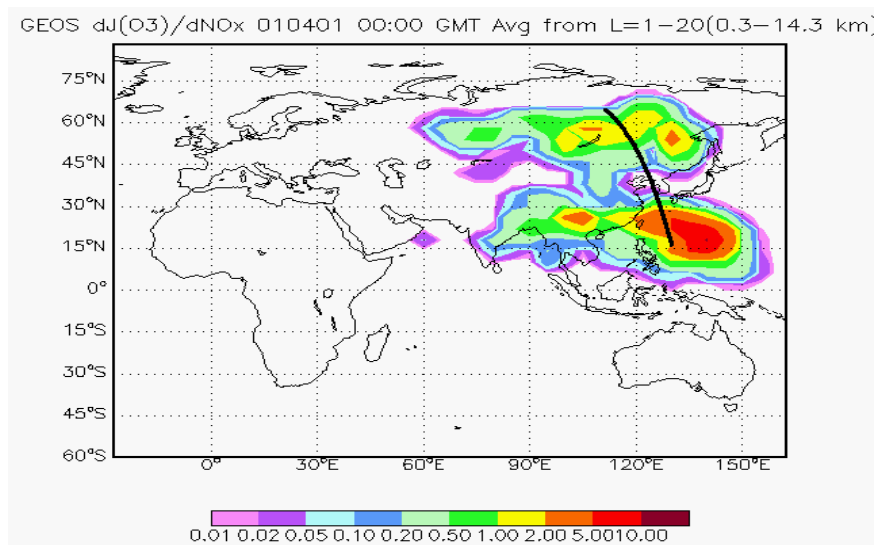 GEOS dJ(O3)/dNOx 010401 00:00 GMT Avg from L=1-20(0.3-14.3 km)
75°N
60°N
45°N
30°N
15°N
0°
15°S
30°S
45°S
60°S
0° 30°E 60°E 90°E 120°E 150°E
0.01 0.02 0.05 0.10 0.20 0.50 1.00 2.00 5.00 10.00